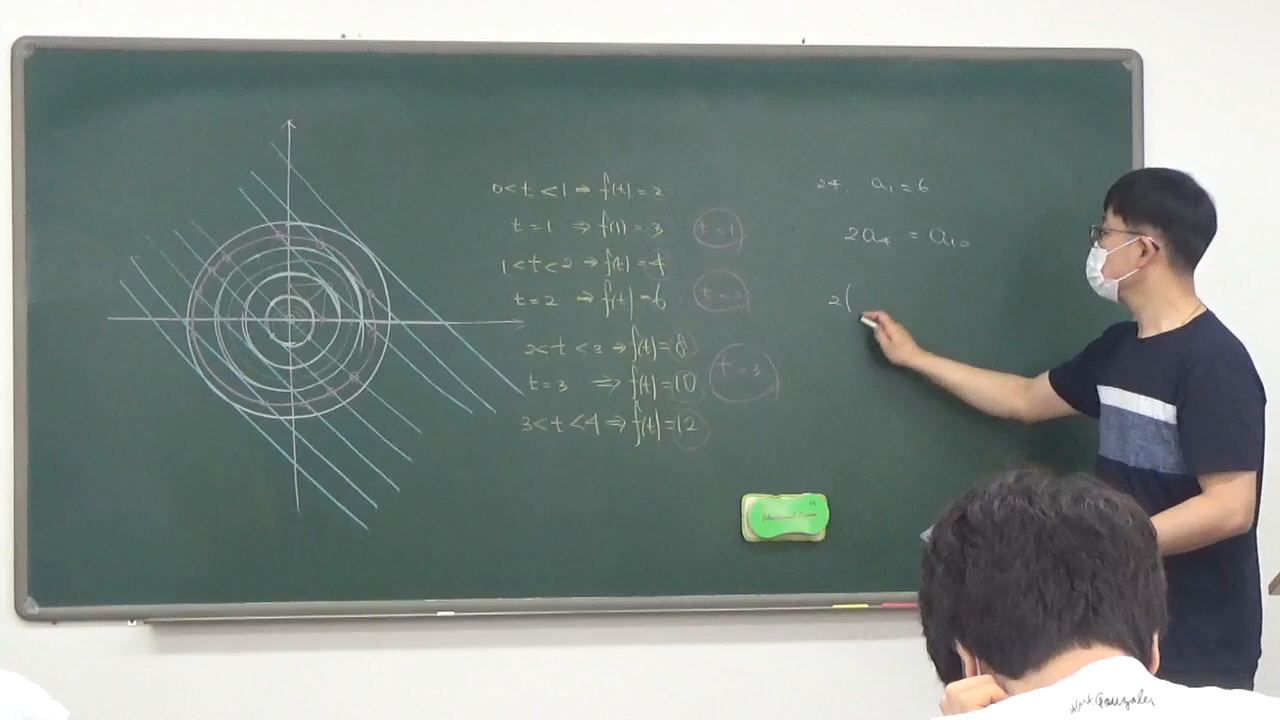 0<t<1 ⇒ f(t)=2
t=1 ⇒ f(1)=3 t=1
1<t<2 ⇒ f(t)=4
t=2 ⇒ f(t)=6 t=2
2<t<3 ⇒ f(t)=8
t=3 ⇒ f(t)=10 t=3
3<t<4 ⇒ f(t)=12
24. a₁=6
2a₄ = a₁₀
2(